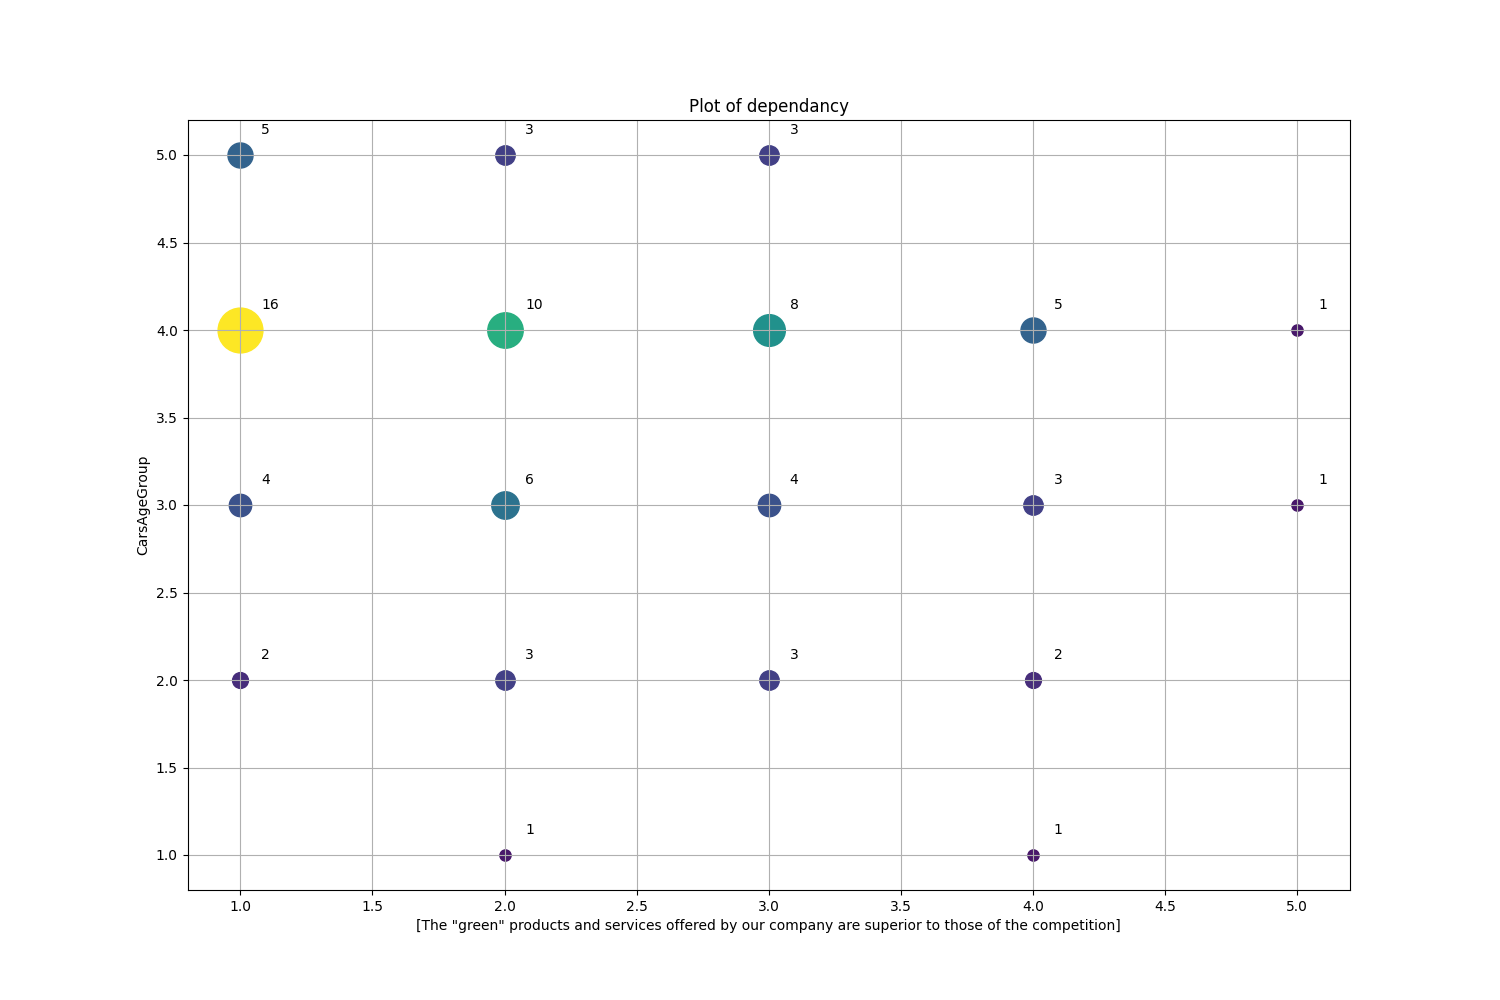 Plot of dependancy
5 3 3
5.0
4.5
16 10 8 5 1
4.0
3.5
4 6 4 3 1
3.0
2.5
2 3 3 2
2.0
1.5
1 1
1.0
CarsAgeGroup
1.0 1.5 2.0 2.5 3.0 3.5 4.0 4.5 5.0
[The "green" products and services offered by our company are superior to those of the competition]